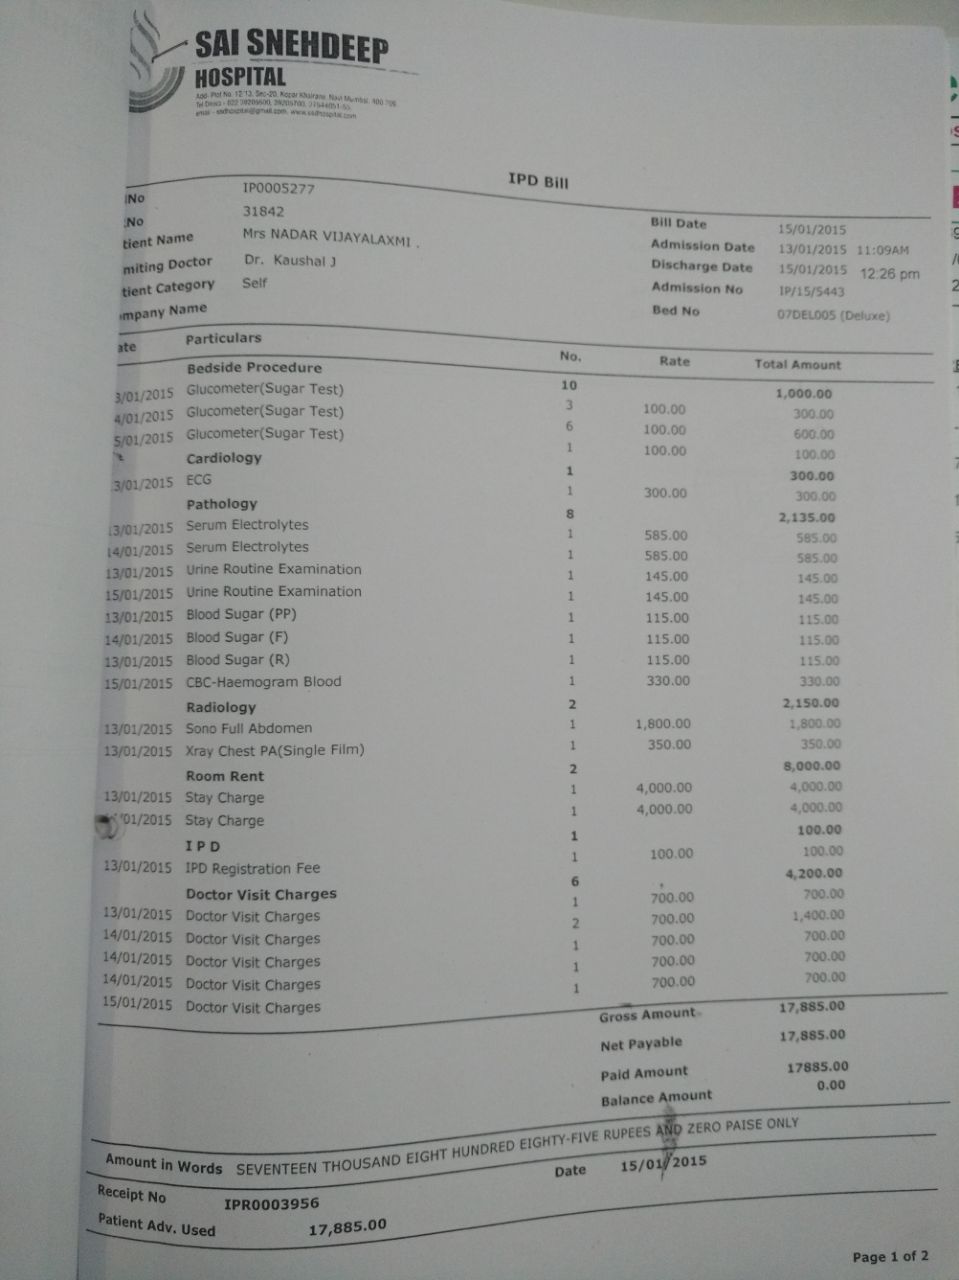 SAI SNEHDEEP
HOSPITAL
Add- Plot No. 12/13, Sec-20, Kopar Khairane, Navi Mumbai. 400 709.
email - ssdhospital@gmail.com, www.ssdhospital.com
IPD Bill
No IP0005277
No 31842
tient Name Mrs NADAR VIJAYALAXMI .
miting Doctor Dr. Kaushal J
tient Category Self
mpany Name
Bill Date 15/01/2015
Admission Date 13/01/2015 11:09AM
Discharge Date 15/01/2015 12:26 pm
Admission No IP/15/5443
Bed No 07DEL005 (Deluxe)
ate Particulars No. Rate Total Amount
Bedside Procedure 10 1,000.00
3/01/2015 Glucometer(Sugar Test) 3 100.00 300.00
4/01/2015 Glucometer(Sugar Test) 6 100.00 600.00
5/01/2015 Glucometer(Sugar Test) 1 100.00 100.00
Cardiology 1 300.00
3/01/2015 ECG 1 300.00 300.00
Pathology 8 2,135.00
13/01/2015 Serum Electrolytes 1 585.00 585.00
14/01/2015 Serum Electrolytes 1 585.00 585.00
13/01/2015 Urine Routine Examination 1 145.00 145.00
15/01/2015 Urine Routine Examination 1 145.00 145.00
13/01/2015 Blood Sugar (PP) 1 115.00 115.00
14/01/2015 Blood Sugar (F) 1 115.00 115.00
13/01/2015 Blood Sugar (R) 1 115.00 115.00
15/01/2015 CBC-Haemogram Blood 1 330.00 330.00
Radiology 2 2,150.00
13/01/2015 Sono Full Abdomen 1 1,800.00 1,800.00
13/01/2015 Xray Chest PA(Single Film) 1 350.00 350.00
Room Rent 2 8,000.00
13/01/2015 Stay Charge 1 4,000.00 4,000.00
/01/2015 Stay Charge 1 4,000.00 4,000.00
I P D 1 100.00
13/01/2015 IPD Registration Fee 1 100.00 100.00
Doctor Visit Charges 6 4,200.00
13/01/2015 Doctor Visit Charges 1 700.00 700.00
14/01/2015 Doctor Visit Charges 2 700.00 1,400.00
14/01/2015 Doctor Visit Charges 1 700.00 700.00
14/01/2015 Doctor Visit Charges 1 700.00 700.00
15/01/2015 Doctor Visit Charges 1 700.00 700.00
Gross Amount 17,885.00
Net Payable 17,885.00
Paid Amount 17885.00
Balance Amount 0.00
Amount in Words SEVENTEEN THOUSAND EIGHT HUNDRED EIGHTY-FIVE RUPEES AND ZERO PAISE ONLY
Receipt No IPR0003956 Date 15/01/2015
Patient Adv. Used 17,885.00
Page 1 of 2